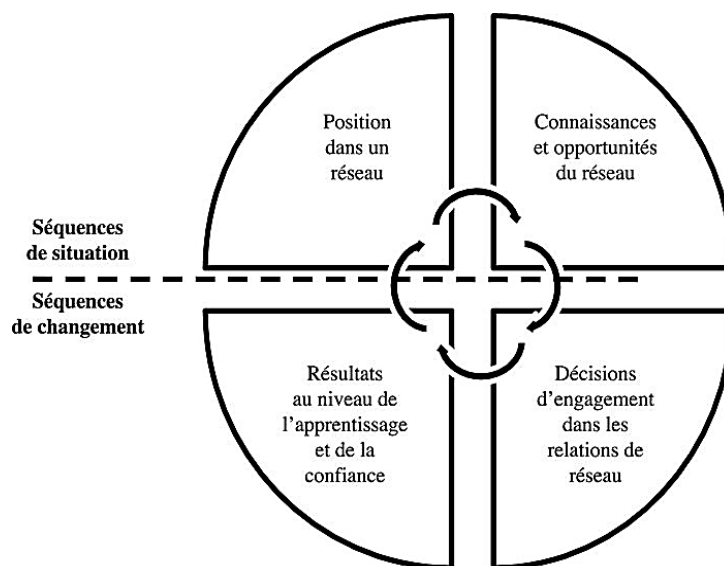 Position
dans un
réseau
Connaissances
et opportunités
du réseau
Séquences
de situation
Séquences
de changement
Résultats
au niveau de
l’apprentissage
et de la
confiance
Décisions
d’engagement
dans les
relations de
réseau